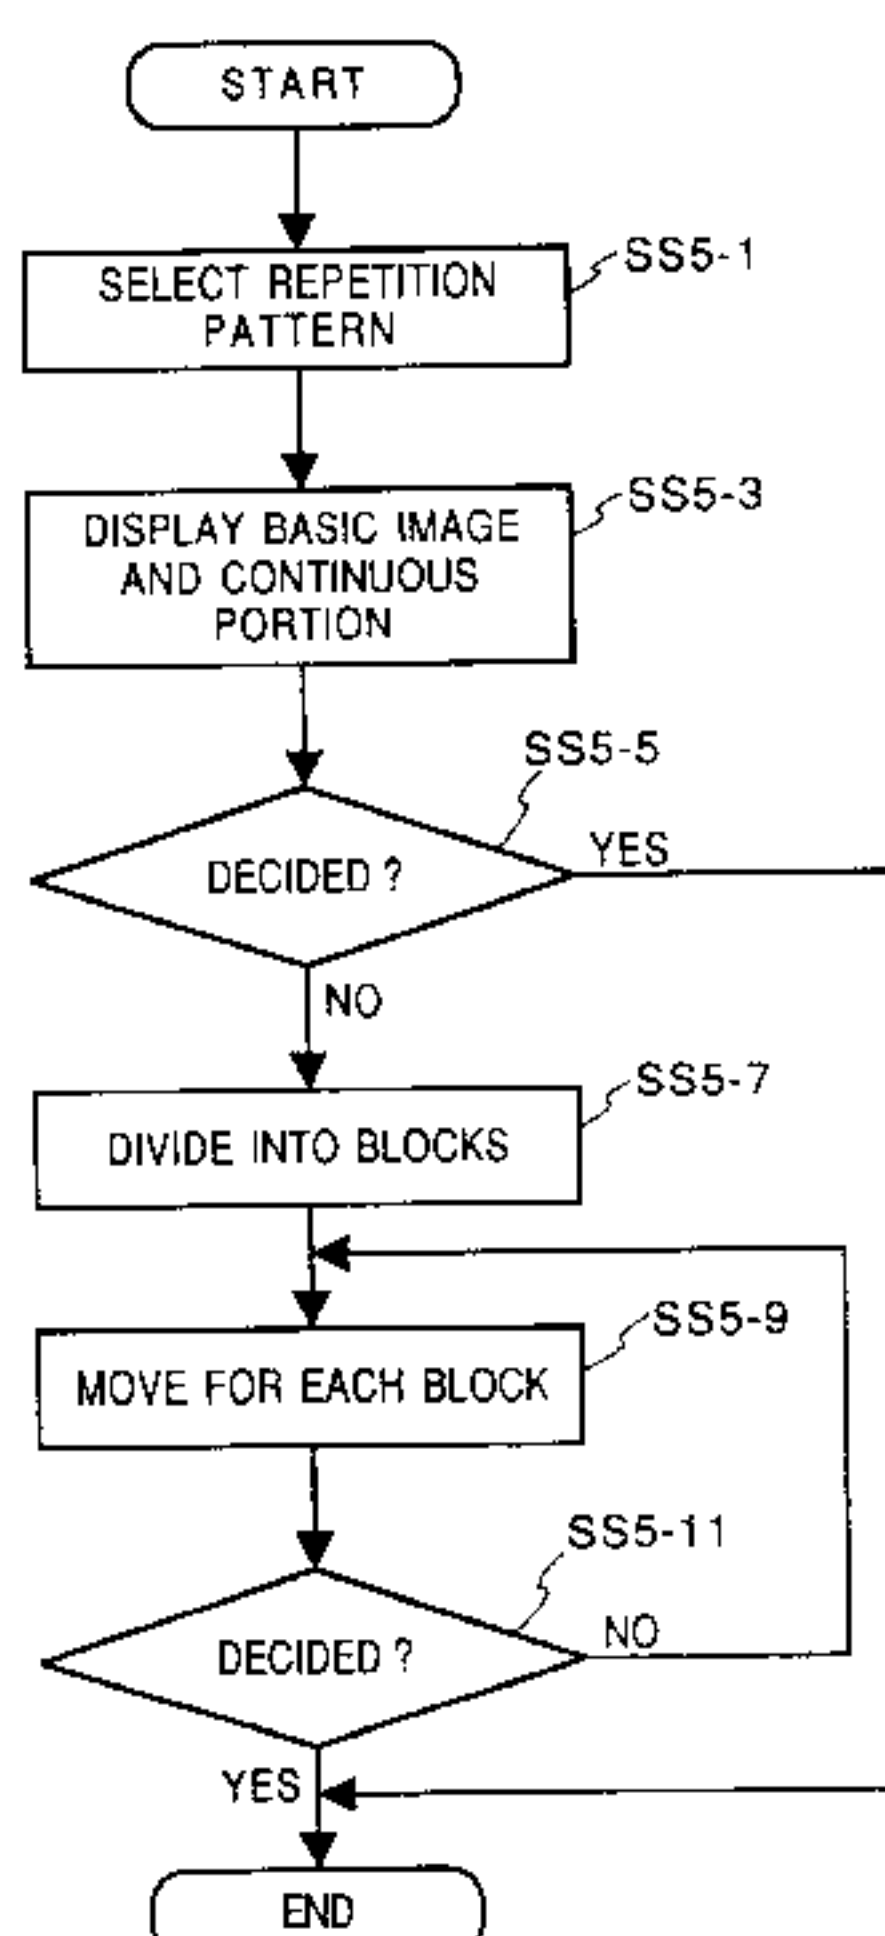 START
SELECT REPETITION
PATTERN
SS5-1
DISPLAY BASIC IMAGE
AND CONTINUOUS
PORTION
SS5-3
SS5-5
DECIDED ?
YES
NO
SS5-7
DIVIDE INTO BLOCKS
SS5-9
MOVE FOR EACH BLOCK
SS5-11
DECIDED ?
NO
YES
END